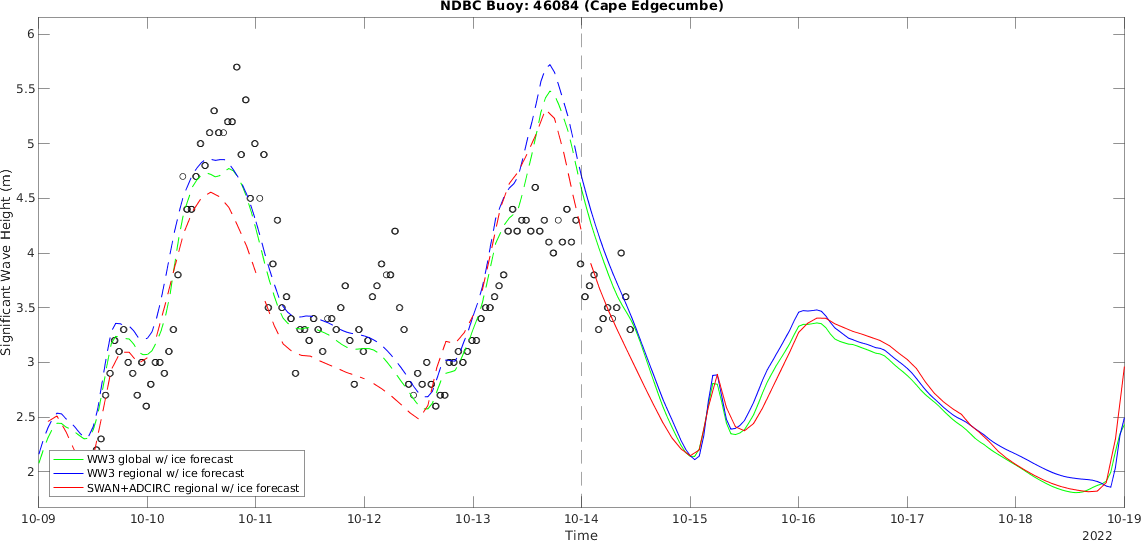 NDBC Buoy: 46084 (Cape Edgecumbe)
6
5.5
5
4.5
4
3.5
3
2.5
2
Significant Wave Height (m)
WW3 global w/ ice forecast
WW3 regional w/ ice forecast
SWAN+ADCIRC regional w/ ice forecast
10-09 10-10 10-11 10-12 10-13 10-14 10-15 10-16 10-17 10-18 10-19
Time
2022